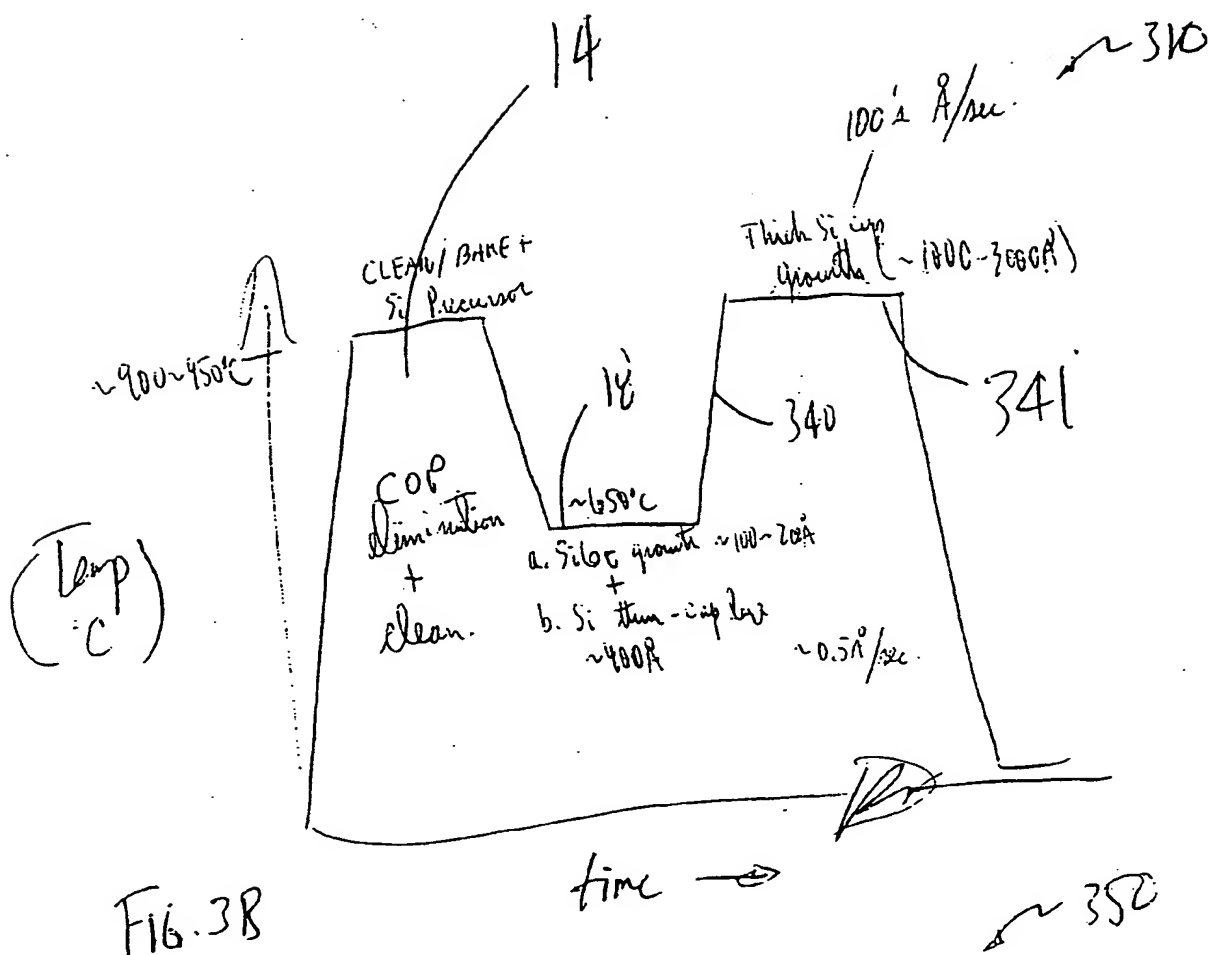 14
310
100's Å/sec.
CLEAN/BAKE +
Si Precursor
Thick Si cap
growth (~1000-3000Å)
~900~950°C
18
340
341
COP
elimination
+
clean.
~650°C
a. SiGe growth ~100~200Å
+
b. Si thin-cap layer
~400Å
~0.5Å/sec.
(Temp
°C)
time →
FIG. 3B
350